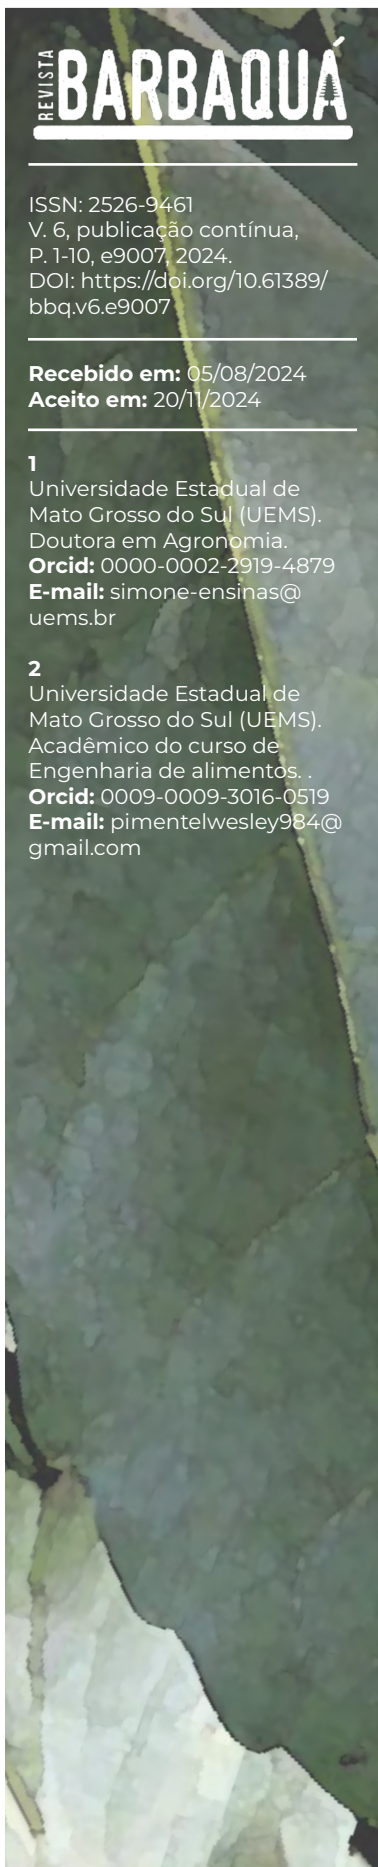 REVISTA
BARBAQUÁ
ISSN: 2526-9461
V. 6, publicação contínua,
P. 1-10, e9007, 2024.
DOI: https://doi.org/10.61389/
bbq.v6.e9007
Recebido em: 05/08/2024
Aceito em: 20/11/2024
1
Universidade Estadual de
Mato Grosso do Sul (UEMS).
Doutora em Agronomia.
Orcid: 0000-0002-2919-4879
E-mail: simone-ensinas@
uems.br
2
Universidade Estadual de
Mato Grosso do Sul (UEMS).
Acadêmico do curso de
Engenharia de alimentos. .
Orcid: 0009-0009-3016-0519
E-mail: pimentelwesley984@
gmail.com